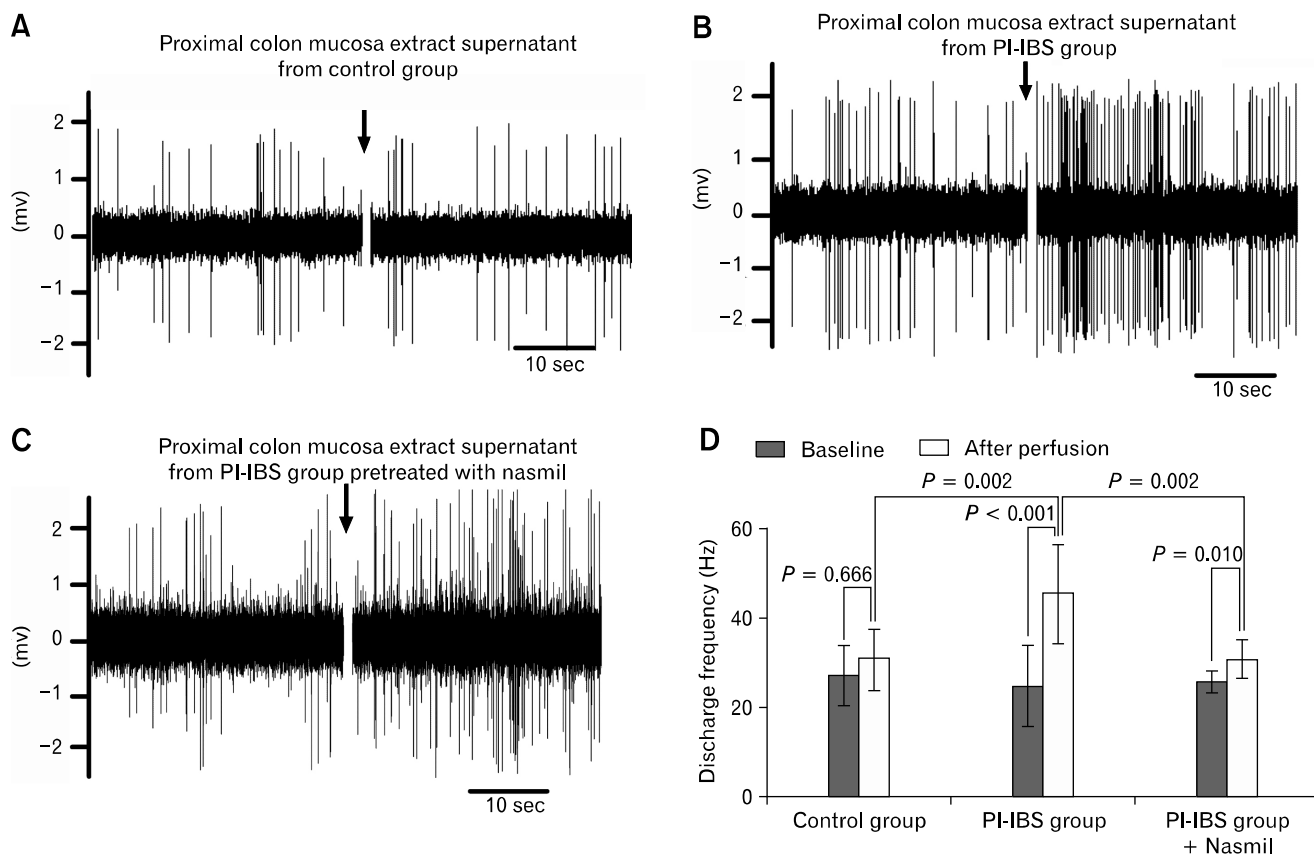 A
Proximal colon mucosa extract supernatant
from control group
2
1
0
−1
−2
(mv)
10 sec
B
Proximal colon mucosa extract supernatant
from PI-IBS group
2
1
0
−1
−2
(mv)
10 sec
C
Proximal colon mucosa extract supernatant
from PI-IBS group pretreated with nasmil
2
1
0
−1
−2
(mv)
10 sec
D
Baseline After perfusion
P = 0.002 P = 0.002
P < 0.001
P = 0.010
P = 0.666
60
40
20
0
Discharge frequency (Hz)
Control group PI-IBS group PI-IBS group
+ Nasmil